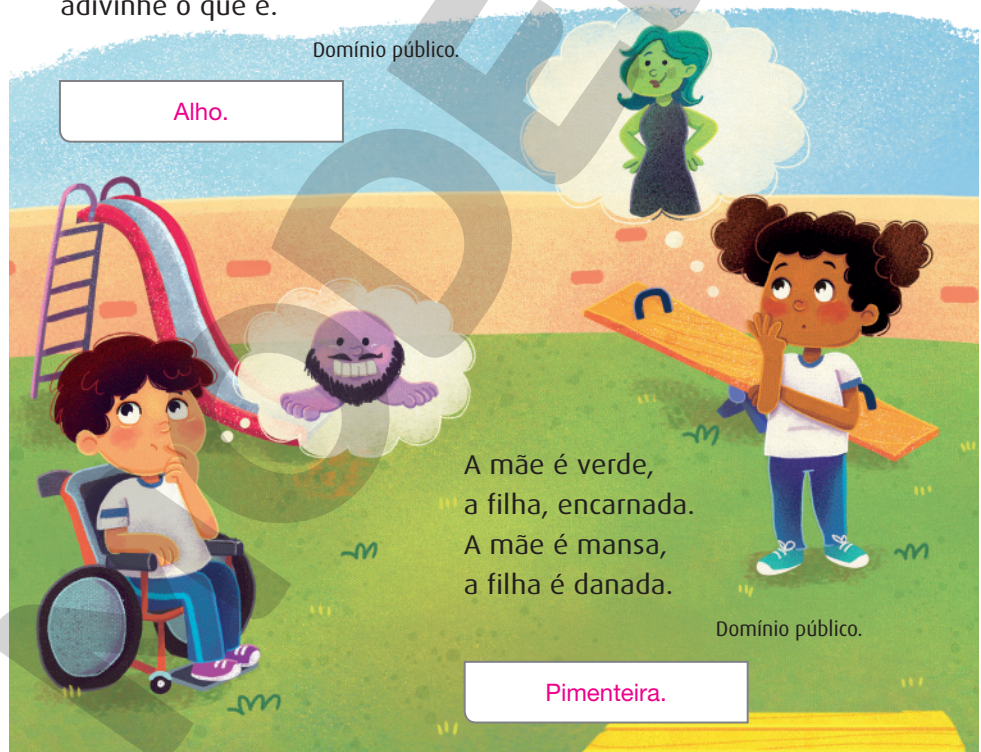 adivinhe o que é.
Domínio público.
Alho.
A mãe é verde,
a filha, encarnada.
A mãe é mansa,
a filha é danada.
Domínio público.
Pimenteira.